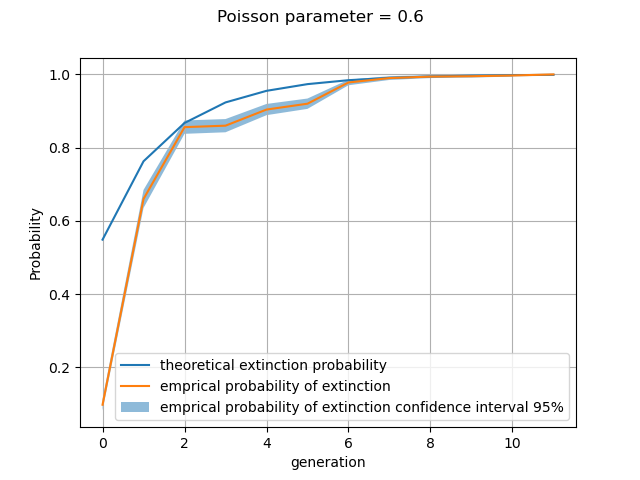 Poisson parameter = 0.6
1.0
0.8
0.6
0.4
0.2
Probability
theoretical extinction probability
emprical probability of extinction
emprical probability of extinction confidence interval 95%
0 2 4 6 8 10
generation